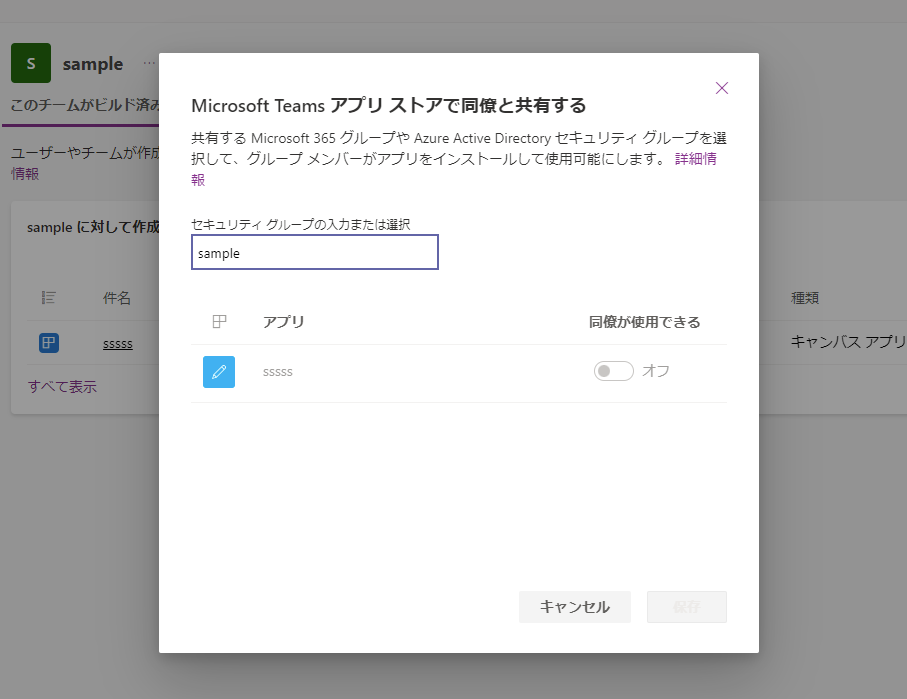 S sample ...
このチームがビルド済み
ユーザーやチームが作成
情報
sample に対して作成
件名
種類
sssss
キャンバス アプリ
すべて表示
Microsoft Teams アプリ ストアで同僚と共有する
共有する Microsoft 365 グループや Azure Active Directory セキュリティ グループを選
択して、グループ メンバーがアプリをインストールして使用可能にします。 詳細情
報
セキュリティ グループの入力または選択
sample
アプリ 同僚が使用できる
sssss オフ
キャンセル 保存